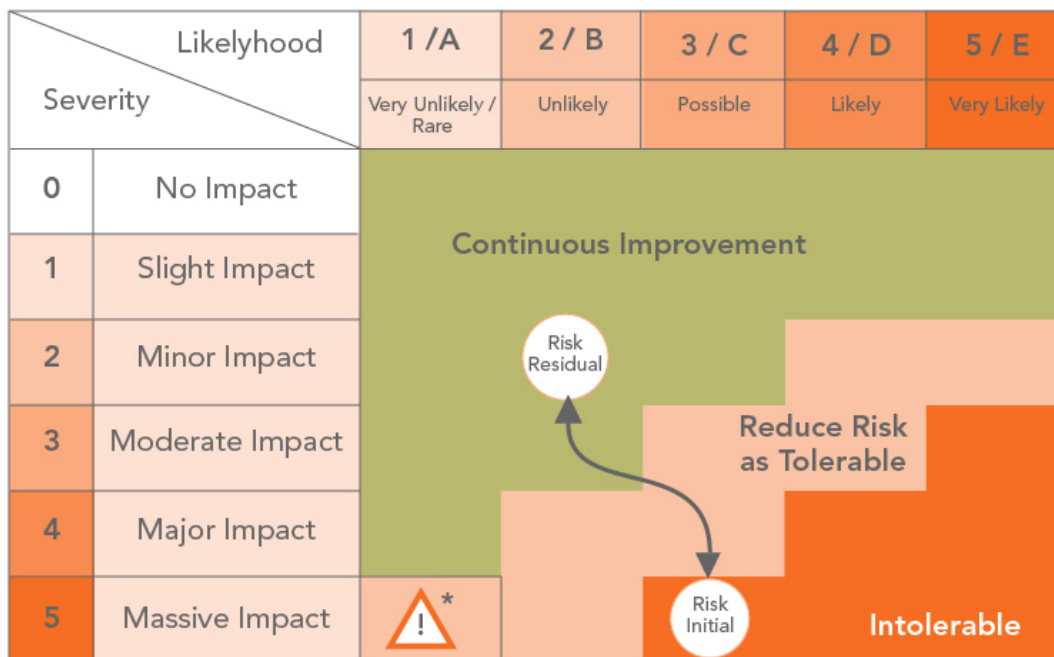 Likelyhood
Severity
1 /A
2 / B
3 / C
4 / D
5 / E
Very Unlikely /
Rare
Unlikely
Possible
Likely
Very Likely
0
No Impact
Continuous Improvement
1
Slight Impact
2
Minor Impact
Risk
Residual
3
Moderate Impact
Reduce Risk
as Tolerable
4
Major Impact
5
Massive Impact
!
*
Risk
Initial
Intolerable